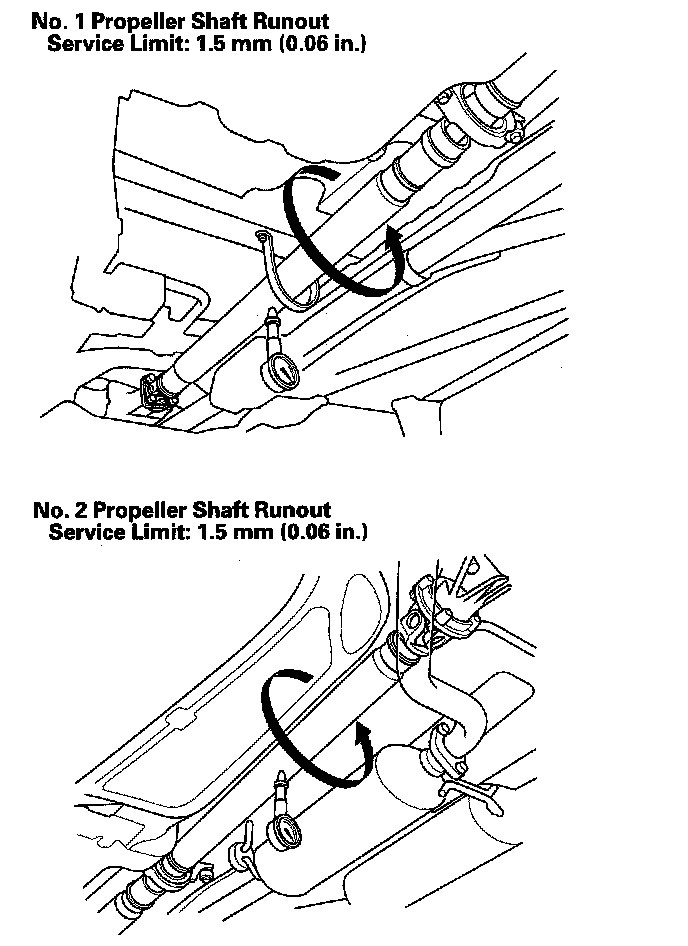 No. 1 Propeller Shaft Runout
Service Limit: 1.5 mm (0.06 in.)
No. 2 Propeller Shaft Runout
Service Limit: 1.5 mm (0.06 in.)